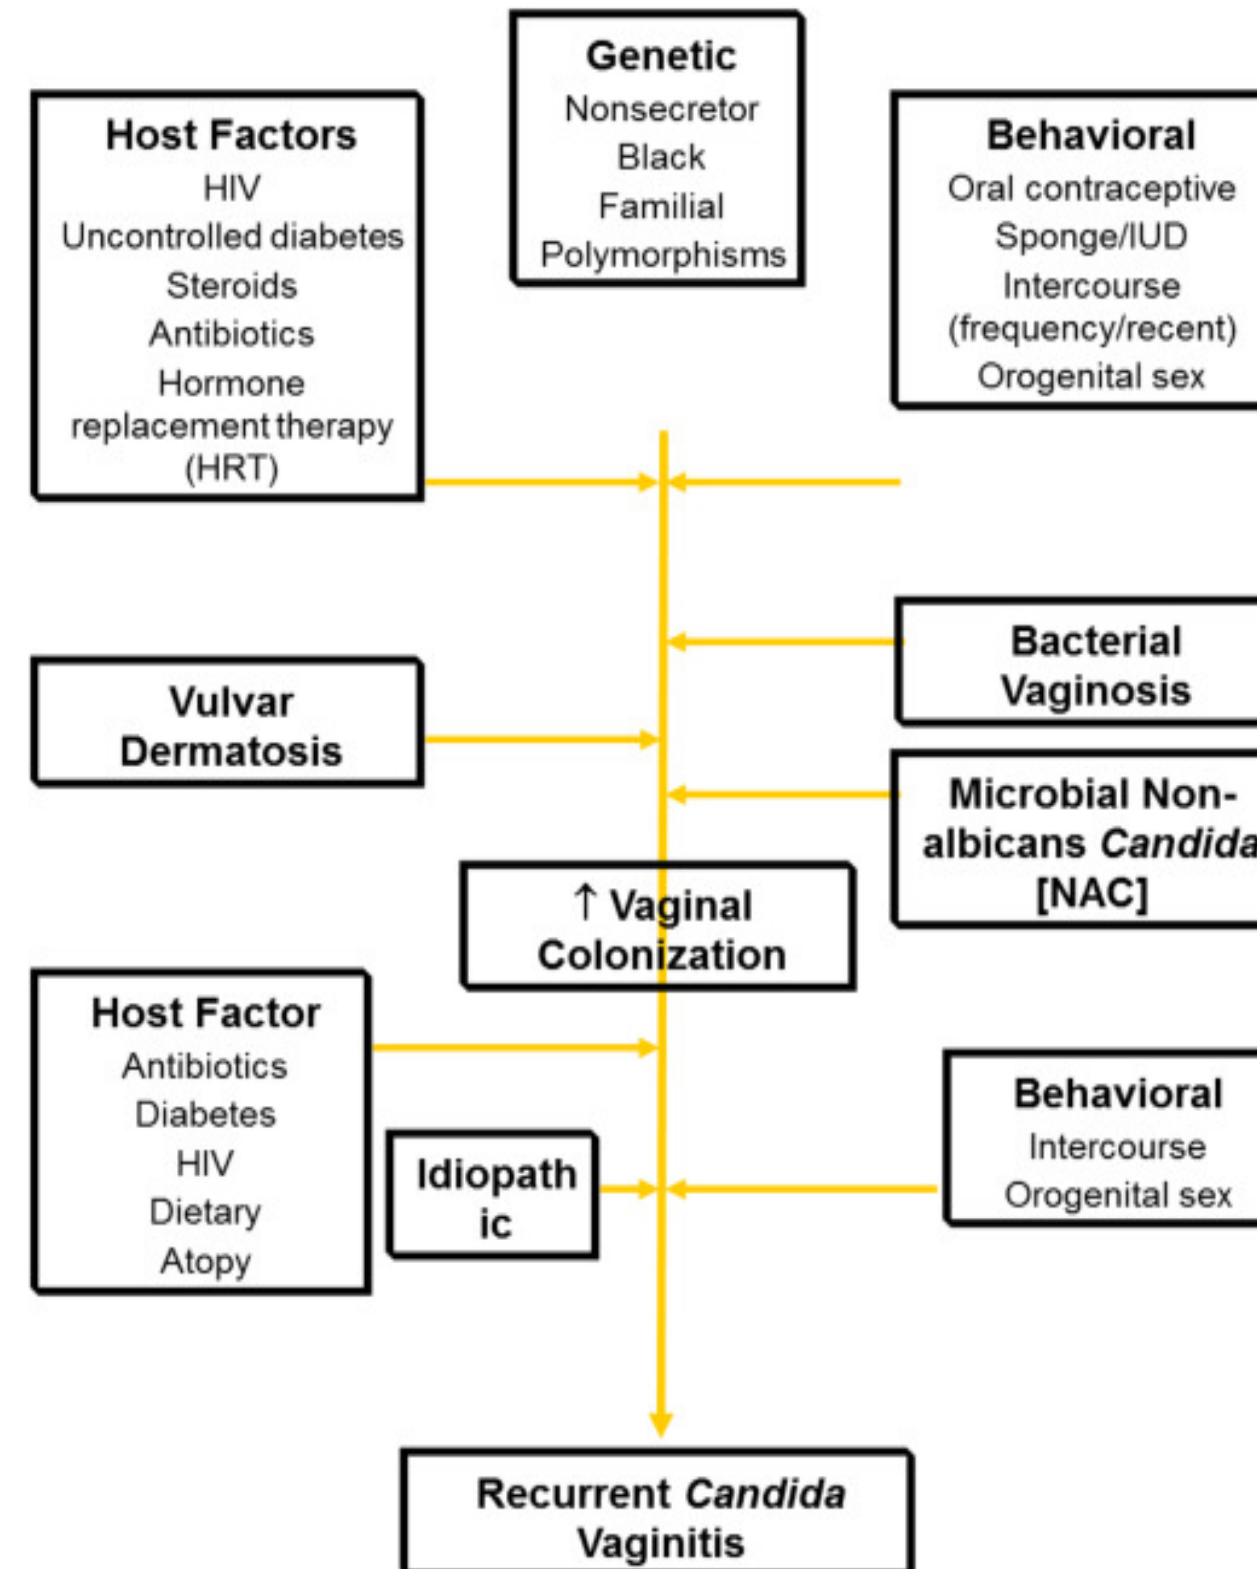 Genetic
Nonsecretor
Black
Familial
Polymorphisms
Host Factors
HIV
Uncontrolled diabetes
Steroids
Antibiotics
Hormone
replacement therapy
(HRT)
Behavioral
Oral contraceptive
Sponge/IUD
Intercourse
(frequency/recent)
Orogenital sex
Bacterial
Vaginosis
Vulvar
Dermatosis
Microbial Non-
albicans Candida
[NAC]
↑ Vaginal
Colonization
Host Factor
Antibiotics
Diabetes
HIV
Dietary
Atopy
Idiopath
ic
Behavioral
Intercourse
Orogenital sex
Recurrent Candida
Vaginitis